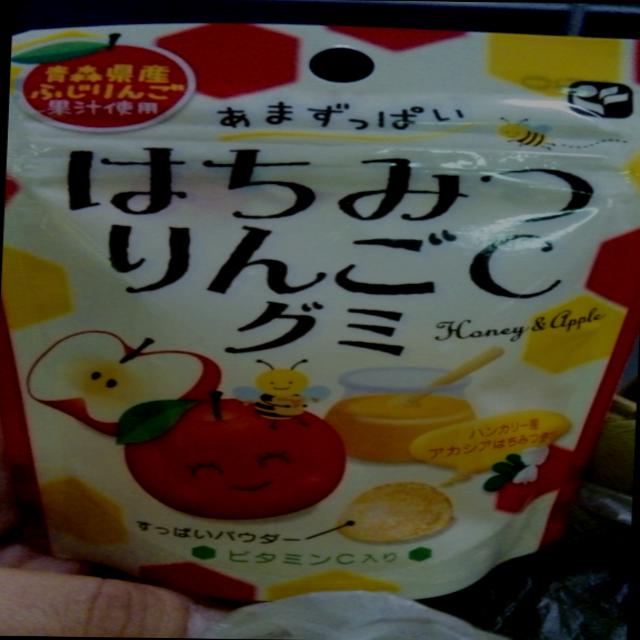 青森県産
ふじりんご
果汁使用
あまずっぱい
はちみつ
りんごC
グミ
Honey & Apple
ハンガリー産
アカシアはちみつ使用
すっぱいパウダー
ビタミンC入り